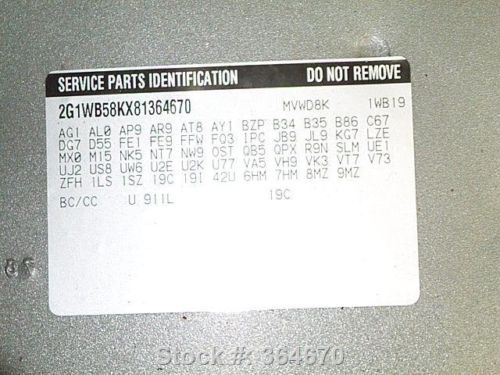 SERVICE PARTS IDENTIFICATION DO NOT REMOVE
2G1WB58KX81364670 MVWD8K 1WB19
AG1 AL0 AP9 AR9 AT8 AY1 BZP B34 B35 B86 C67
DG7 D55 FE1 FE9 FFW FQ3 IPC JB9 JL9 KG7 LZE
MX0 M15 NK5 NT7 NW9 OST QB5 QPX R9N SLM UE1
UJ2 US8 UW6 U2E U2K U77 VA5 VH9 VK3 VT7 V73
ZFH 1LS 1SZ 19C 19I 42U 6HM 7HM 8MZ 9MZ
BC/CC U 911L 19C
Stock #: 364670